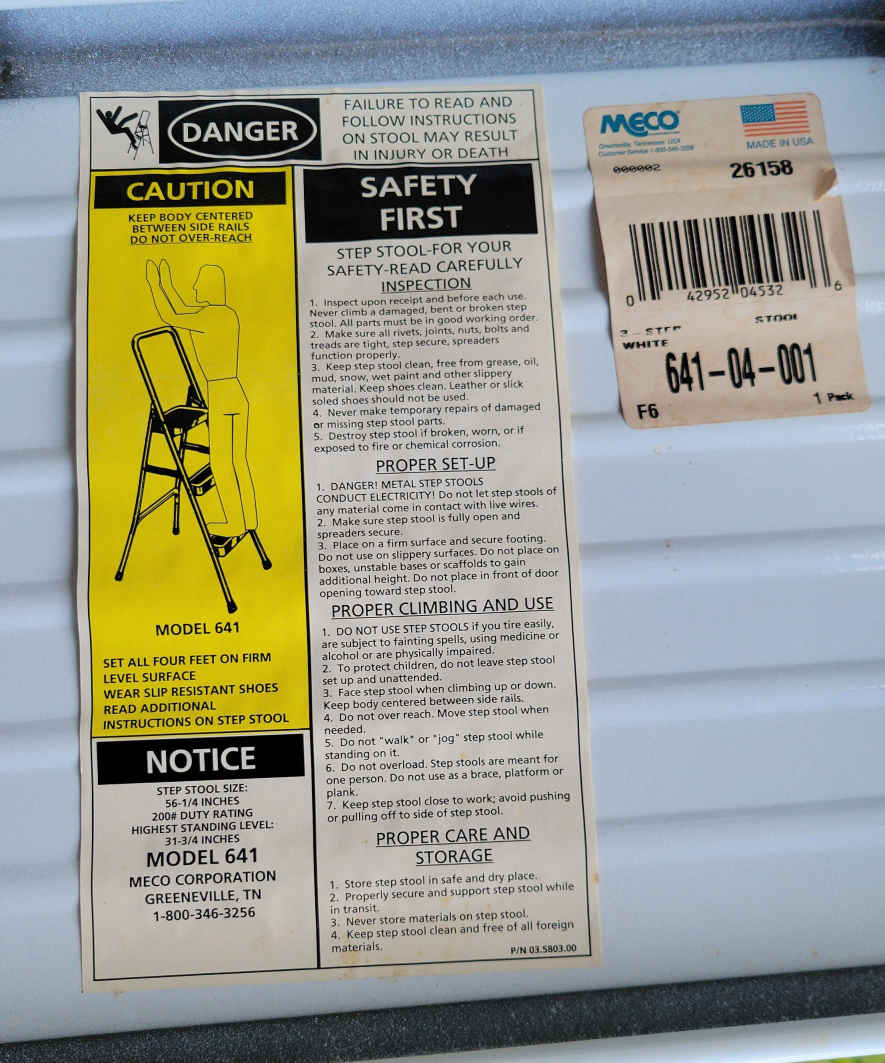 DANGER
FAILURE TO READ AND
FOLLOW INSTRUCTIONS
ON STOOL MAY RESULT
IN INJURY OR DEATH
CAUTION
KEEP BODY CENTERED
BETWEEN SIDE RAILS
DO NOT OVER-REACH
MODEL 641
SET ALL FOUR FEET ON FIRM
LEVEL SURFACE
WEAR SLIP RESISTANT SHOES
READ ADDITIONAL
INSTRUCTIONS ON STEP STOOL
NOTICE
STEP STOOL SIZE:
56-1/4 INCHES
200# DUTY RATING
HIGHEST STANDING LEVEL:
31-3/4 INCHES
MODEL 641
MECO CORPORATION
GREENEVILLE, TN
1-800-346-3256
SAFETY
FIRST
STEP STOOL-FOR YOUR
SAFETY-READ CAREFULLY
INSPECTION
1. Inspect upon receipt and before each use.
Never climb a damaged, bent or broken step
stool. All parts must be in good working order.
2. Make sure all rivets, joints, nuts, bolts and
treads are tight, step secure, spreaders
function properly.
3. Keep step stool clean, free from grease, oil,
mud, snow, wet paint and other slippery
material. Keep shoes clean. Leather or slick
soled shoes should not be used.
4. Never make temporary repairs of damaged
or missing step stool parts.
5. Destroy step stool if broken, worn, or if
exposed to fire or chemical corrosion.
PROPER SET-UP
1. DANGER! METAL STEP STOOLS
CONDUCT ELECTRICITY! Do not let step stools of
any material come in contact with live wires.
2. Make sure step stool is fully open and
spreaders secure.
3. Place on a firm surface and secure footing.
Do not use on slippery surfaces. Do not place on
boxes, unstable bases or scaffolds to gain
additional height. Do not place in front of door
opening toward step stool.
PROPER CLIMBING AND USE
1. DO NOT USE STEP STOOLS if you tire easily,
are subject to fainting spells, using medicine or
alcohol or are physically impaired.
2. To protect children, do not leave step stool
set up and unattended.
3. Face step stool when climbing up or down.
Keep body centered between side rails.
4. Do not over reach. Move step stool when
needed.
5. Do not "walk" or "jog" step stool while
standing on it.
6. Do not overload. Step stools are meant for
one person. Do not use as a brace, platform or
plank.
7. Keep step stool close to work; avoid pushing
or pulling off to side of step stool.
PROPER CARE AND
STORAGE
1. Store step stool in safe and dry place.
2. Properly secure and support step stool while
in transit.
3. Never store materials on step stool.
4. Keep step stool clean and free of all foreign
materials.
P/N 03.5803.00
MECO
Greeneville, Tennessee USA
Customer Service 1-800-346-3256
MADE IN USA
000002
26158
0 42952 04532 6
STEP STOOL
WHITE
641-04-001
F6
1 Pack